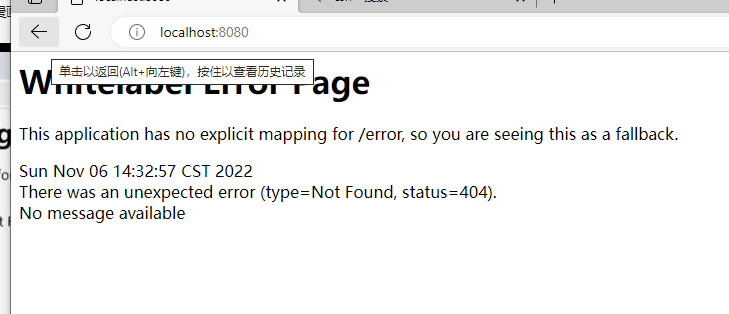 localhost:8080
单击以返回(Alt+向左键)，按住以查看历史记录
Whitelabel Error Page
This application has no explicit mapping for /error, so you are seeing this as a fallback.
Sun Nov 06 14:32:57 CST 2022
There was an unexpected error (type=Not Found, status=404).
No message available